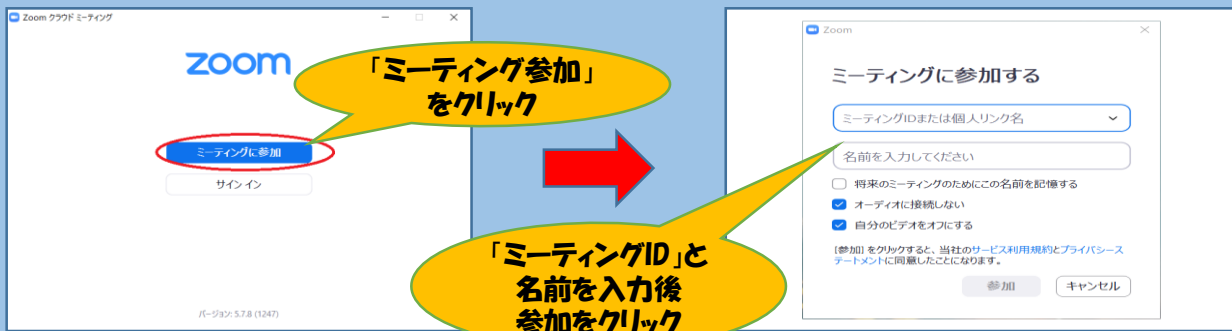 Zoom クラウド ミーティング
zoom
「ミーティング参加」
をクリック
ミーティングに参加
サイン イン
バージョン: 5.7.8 (1247)
Zoom
ミーティングに参加する
ミーティングIDまたは個人リンク名
名前を入力してください
将来のミーティングのためにこの名前を記憶する
オーディオに接続しない
自分のビデオをオフにする
[参加] をクリックすると、当社のサービス利用規約とプライバシース
テートメントに同意したことになります。
参加 キャンセル
「ミーティングID」と
名前を入力後
参加をクリック